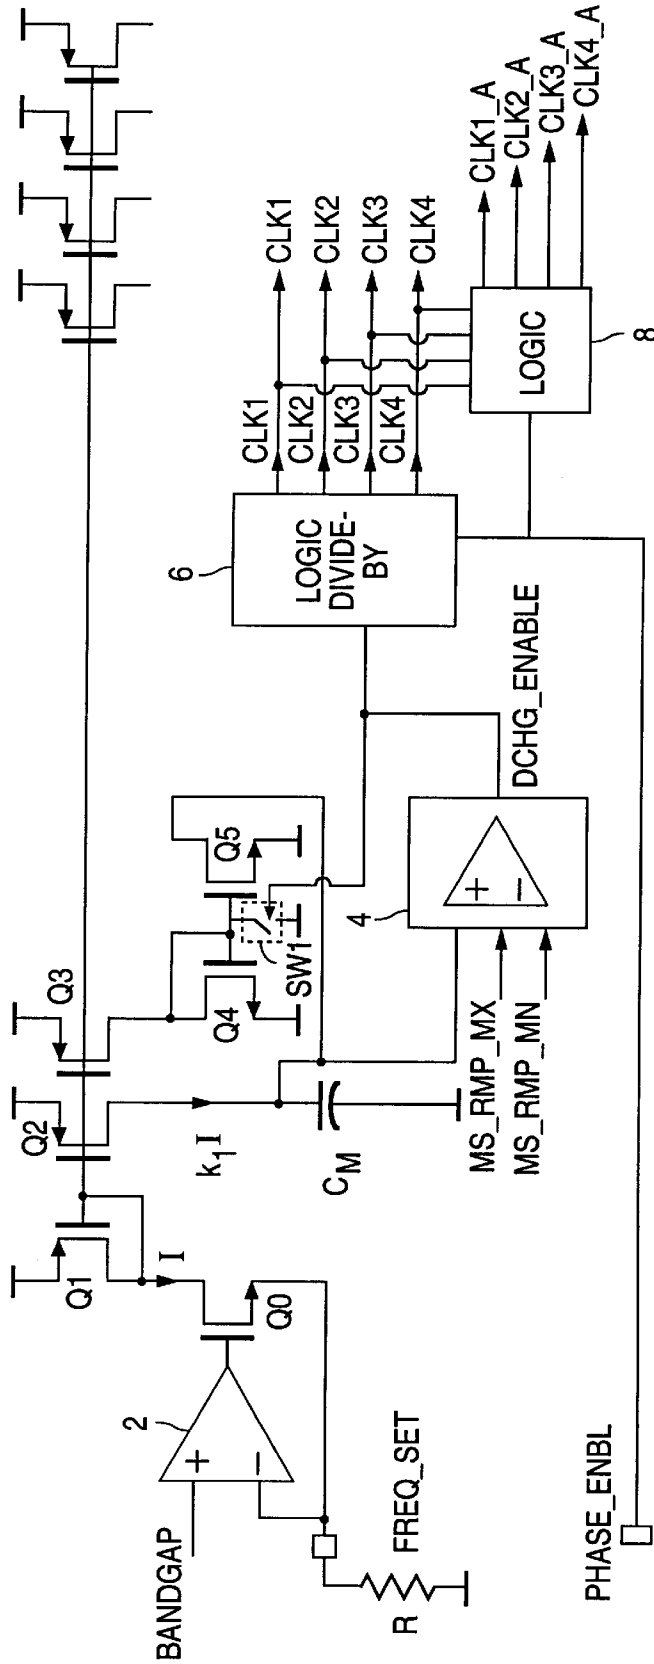 BANDGAP
2
+
−
FREQ_SET
R
Q0
Q1
I
Q2
k1I
CM
Q3
Q4
SW1
Q5
4
+
−
MS_RMP_MX
MS_RMP_MN
DCHG_ENABLE
PHASE_ENBL
6
LOGIC
DIVIDE-
BY
CLK1
CLK2
CLK3
CLK4
CLK1
CLK2
CLK3
CLK4
LOGIC
8
CLK1_A
CLK2_A
CLK3_A
CLK4_A